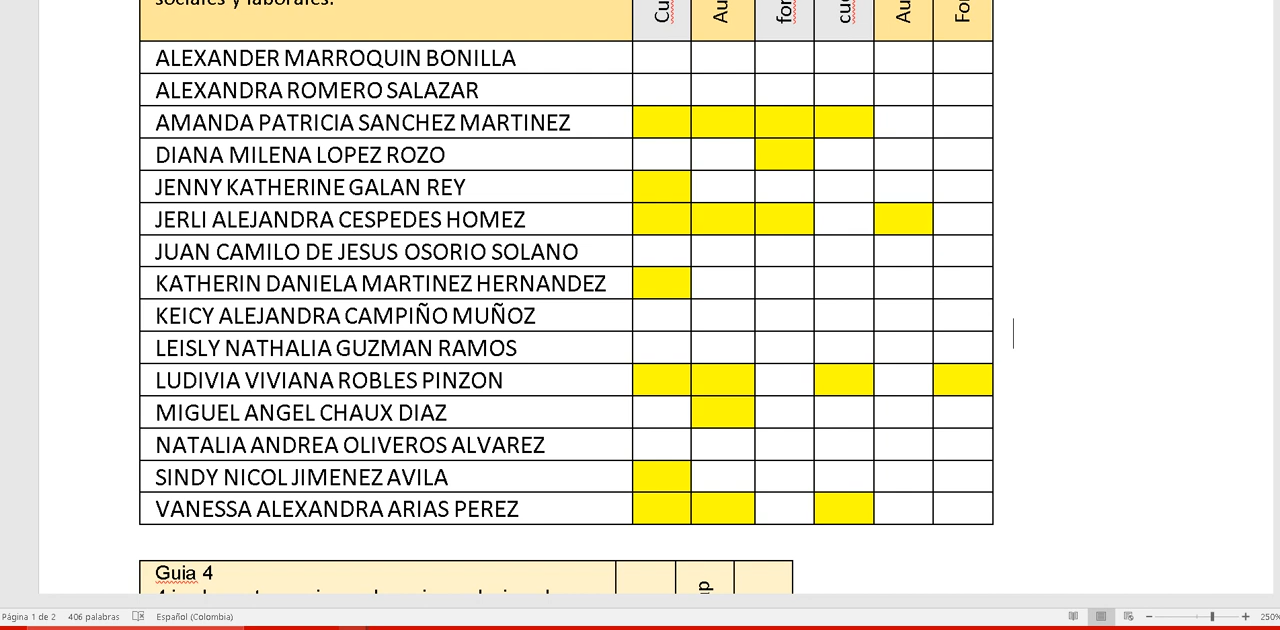 sociales y laborales.
Cu
Au
for
cue
Au
For
ALEXANDER MARROQUIN BONILLA
ALEXANDRA ROMERO SALAZAR
AMANDA PATRICIA SANCHEZ MARTINEZ
DIANA MILENA LOPEZ ROZO
JENNY KATHERINE GALAN REY
JERLI ALEJANDRA CESPEDES HOMEZ
JUAN CAMILO DE JESUS OSORIO SOLANO
KATHERIN DANIELA MARTINEZ HERNANDEZ
KEICY ALEJANDRA CAMPIÑO MUÑOZ
LEISLY NATHALIA GUZMAN RAMOS
LUDIVIA VIVIANA ROBLES PINZON
MIGUEL ANGEL CHAUX DIAZ
NATALIA ANDREA OLIVEROS ALVAREZ
SINDY NICOL JIMENEZ AVILA
VANESSA ALEXANDRA ARIAS PEREZ
Guia 4
Página 1 de 2 406 palabras Español (Colombia) 250%